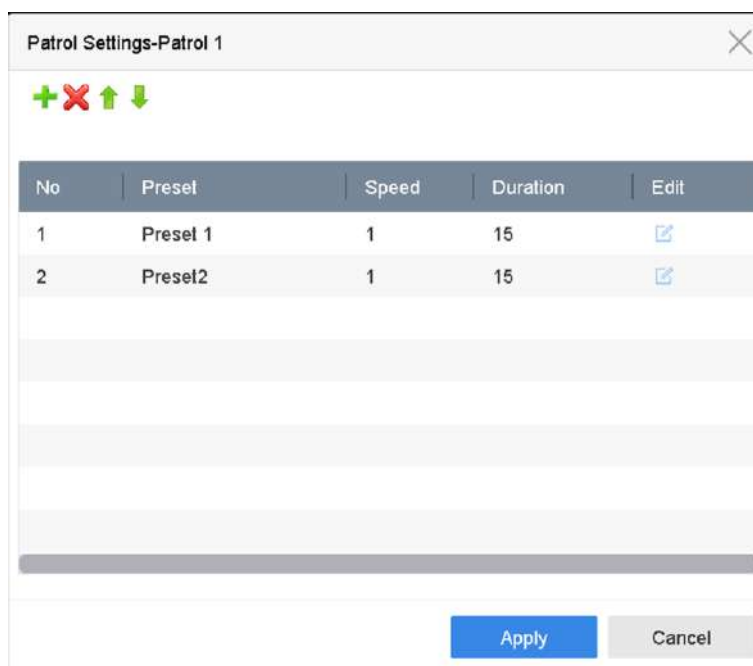 Patrol Settings-Patrol 1
No Preset Speed Duration Edit
1 Preset 1 1 15
2 Preset2 1 15
Apply Cancel